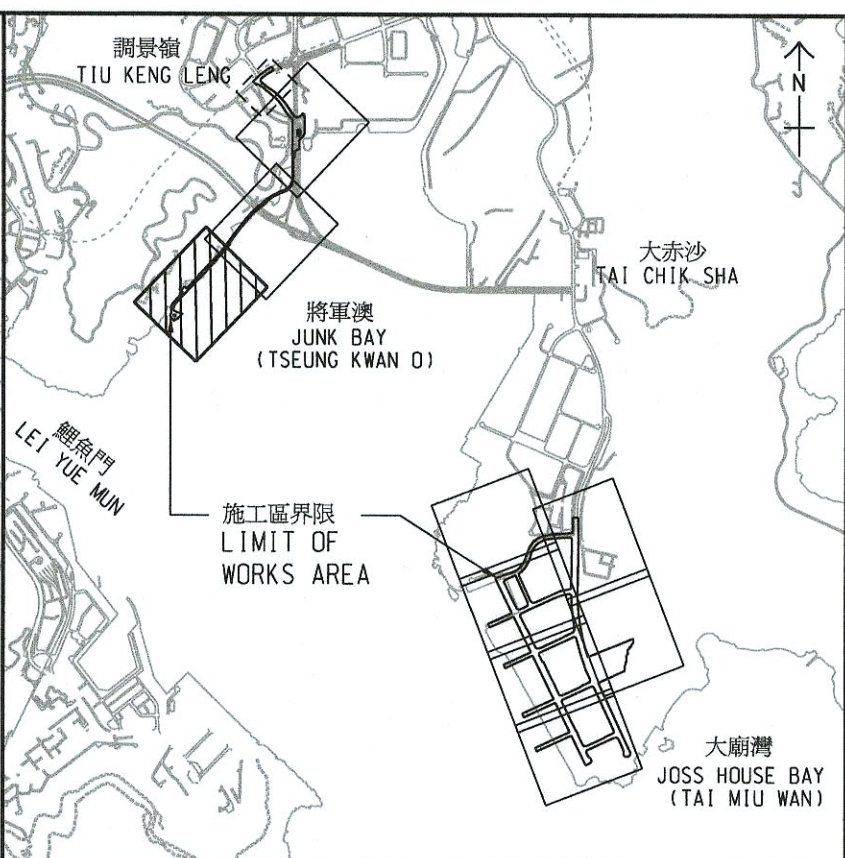 調景嶺
TIU KENG LENG
N
大赤沙
TAI CHIK SHA
將軍澳
JUNK BAY
(TSEUNG KWAN O)
鯉魚門
LEI YUE MUN
施工區界限
LIMIT OF
WORKS AREA
大廟灣
JOSS HOUSE BAY
(TAI MIU WAN)